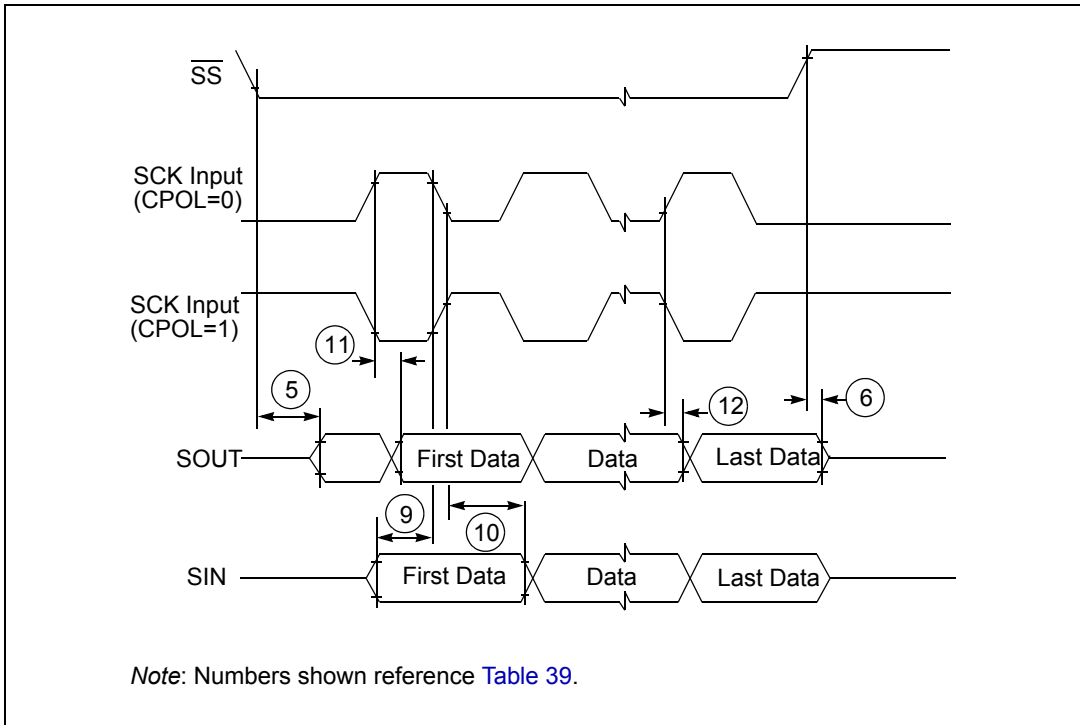 SS
SCK Input
(CPOL=0)
SCK Input
(CPOL=1)
11
5
12
6
SOUT
First Data
Data
Last Data
9
10
SIN
First Data
Data
Last Data
Note: Numbers shown reference Table 39.